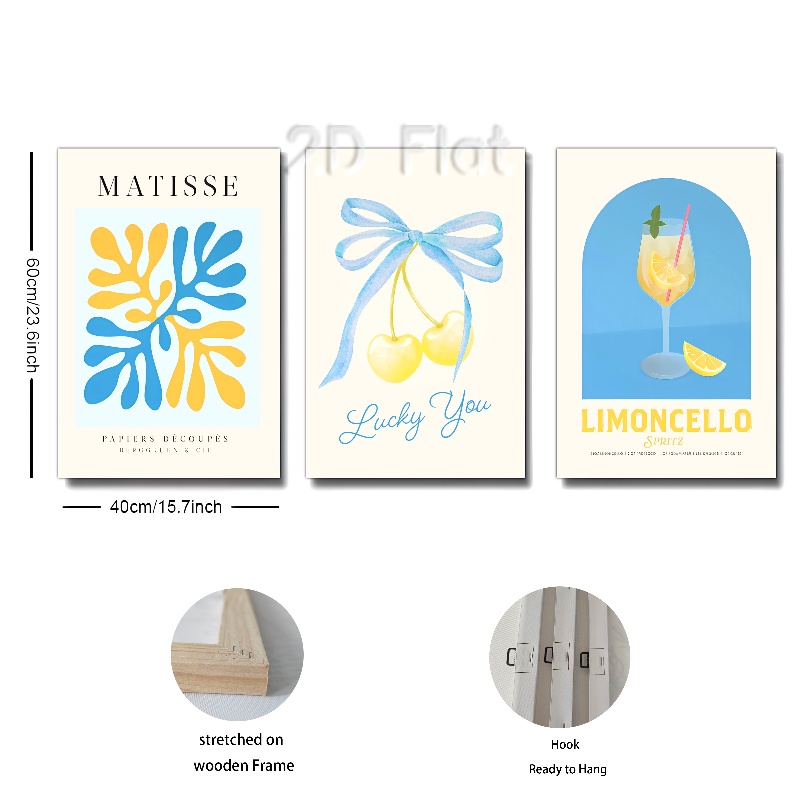 2D Flat
MATISSE
PAPIERS DÉCOUPÉS
Lucky You
LIMONCELLO
SPRITZ
60cm/23.6inch
40cm/15.7inch
stretched on
wooden Frame
Hook
Ready to Hang